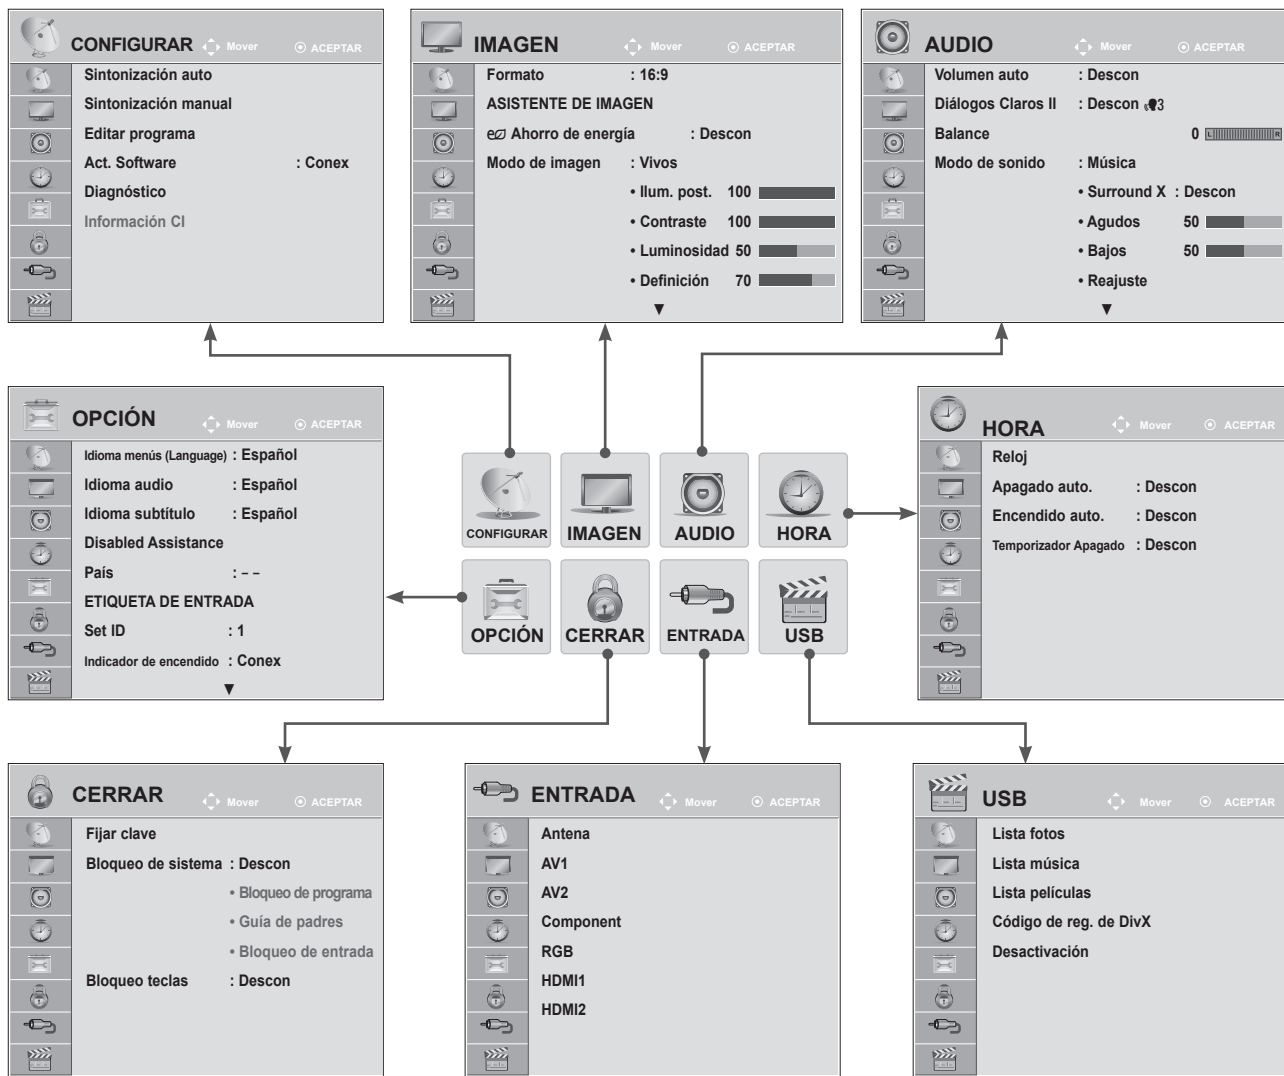 CONFIGURAR Mover ACEPTAR
Sintonización auto
Sintonización manual
Editar programa
Act. Software : Conex
Diagnóstico
Información CI
IMAGEN Mover ACEPTAR
Formato : 16:9
ASISTENTE DE IMAGEN
e Ahorro de energía : Descon
Modo de imagen : Vivos
• Ilum. post. 100
• Contraste 100
• Luminosidad 50
• Definición 70
▼
AUDIO Mover ACEPTAR
Volumen auto : Descon
Diálogos Claros II : Descon 3
Balance 0 L R
Modo de sonido : Música
• Surround X : Descon
• Agudos 50
• Bajos 50
• Reajuste
▼
OPCIÓN Mover ACEPTAR
Idioma menús (Language) : Español
Idioma audio : Español
Idioma subtítulo : Español
Disabled Assistance
País : – –
ETIQUETA DE ENTRADA
Set ID : 1
Indicador de encendido : Conex
▼
CONFIGURAR
IMAGEN
AUDIO
HORA
OPCIÓN
CERRAR
ENTRADA
USB
HORA Mover ACEPTAR
Reloj
Apagado auto. : Descon
Encendido auto. : Descon
Temporizador Apagado : Descon
CERRAR Mover ACEPTAR
Fijar clave
Bloqueo de sistema : Descon
• Bloqueo de programa
• Guía de padres
• Bloqueo de entrada
Bloqueo teclas : Descon
ENTRADA Mover ACEPTAR
Antena
AV1
AV2
Component
RGB
HDMI1
HDMI2
USB Mover ACEPTAR
Lista fotos
Lista música
Lista películas
Código de reg. de DivX
Desactivación